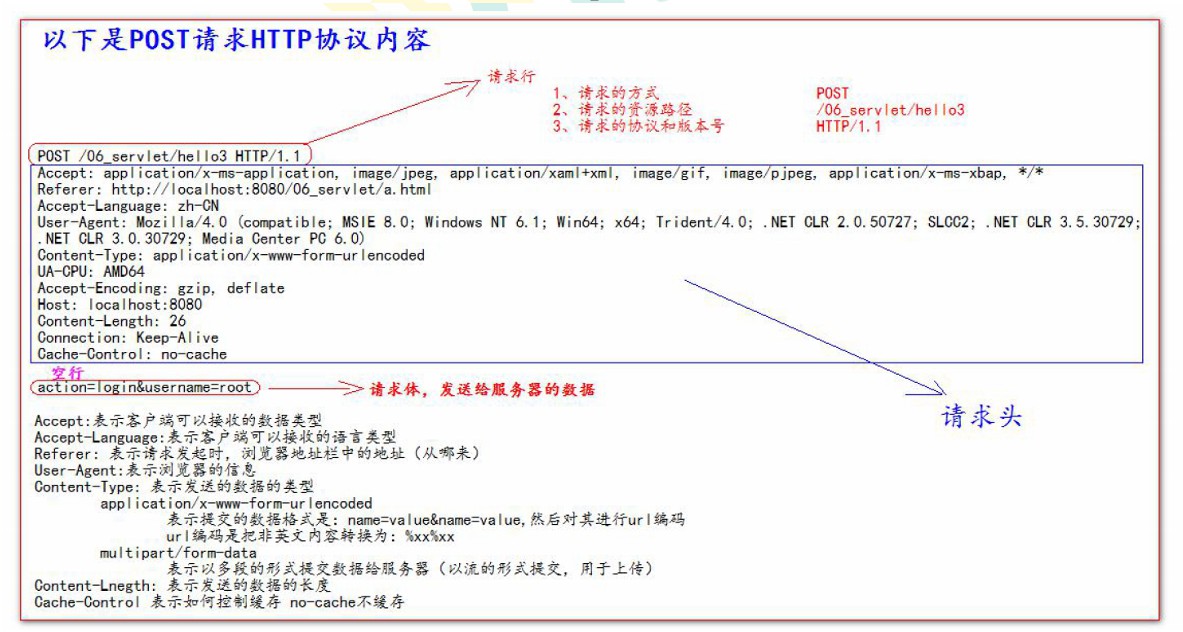 以下是POST请求HTTP协议内容
请求行
1、请求的方式 POST
2、请求的资源路径 /06_servlet/hello3
3、请求的协议和版本号 HTTP/1.1
POST /06_servlet/hello3 HTTP/1.1
Accept: application/x-ms-application, image/jpeg, application/xaml+xml, image/gif, image/pjpeg, application/x-ms-xbap, */*
Referer: http://localhost:8080/06_servlet/a.html
Accept-Language: zh-CN
User-Agent: Mozilla/4.0 (compatible; MSIE 8.0; Windows NT 6.1; Win64; x64; Trident/4.0; .NET CLR 2.0.50727; SLCC2; .NET CLR 3.5.30729;
.NET CLR 3.0.30729; Media Center PC 6.0)
Content-Type: application/x-www-form-urlencoded
UA-CPU: AMD64
Accept-Encoding: gzip, deflate
Host: localhost:8080
Content-Length: 26
Connection: Keep-Alive
Cache-Control: no-cache
空行
action=login&username=root
请求体，发送给服务器的数据
请求头
Accept:表示客户端可以接收的数据类型
Accept-Language:表示客户端可以接收的语言类型
Referer: 表示请求发起时，浏览器地址栏中的地址（从哪来）
User-Agent:表示浏览器的信息
Content-Type: 表示发送的数据的类型
application/x-www-form-urlencoded
表示提交的数据格式是：name=value&name=value,然后对其进行url编码
url编码是把非英文内容转换为：%xx%xx
multipart/form-data
表示以多段的形式提交数据给服务器（以流的形式提交，用于上传）
Content-Lnegth: 表示发送的数据的长度
Cache-Control 表示如何控制缓存 no-cache不缓存